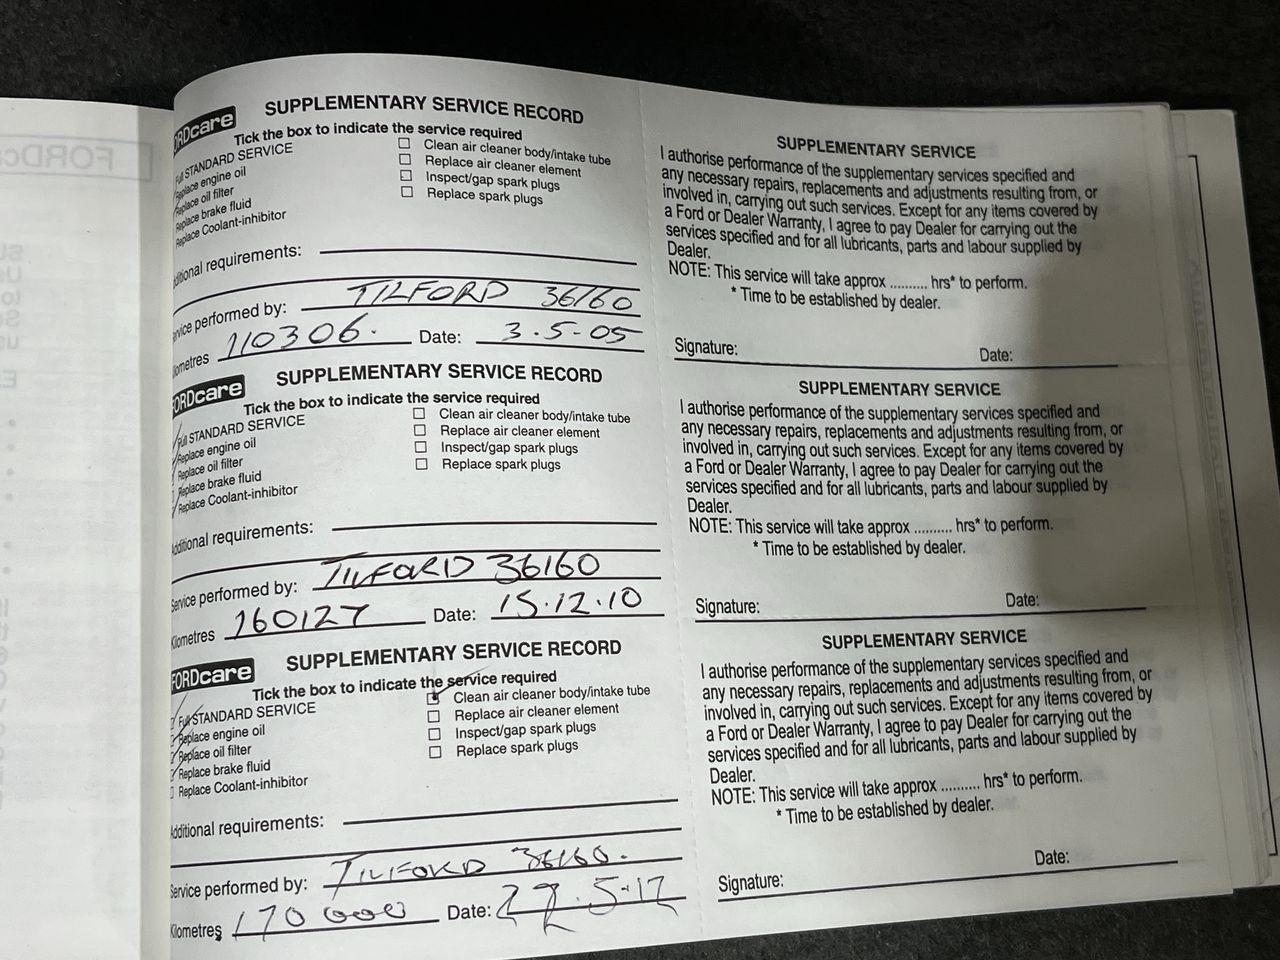 FORDcare
SUPPLEMENTARY SERVICE RECORD
Tick the box to indicate the service required
Full STANDARD SERVICE
Replace engine oil
Replace oil filter
Replace brake fluid
Replace Coolant-inhibitor
Clean air cleaner body/intake tube
Replace air cleaner element
Inspect/gap spark plugs
Replace spark plugs
Additional requirements:
Service performed by: TILFORD 36160
Kilometres 110306. Date: 3.5-05
SUPPLEMENTARY SERVICE
I authorise performance of the supplementary services specified and
any necessary repairs, replacements and adjustments resulting from, or
involved in, carrying out such services. Except for any items covered by
a Ford or Dealer Warranty, I agree to pay Dealer for carrying out the
services specified and for all lubricants, parts and labour supplied by
Dealer.
NOTE: This service will take approx .......... hrs* to perform.
* Time to be established by dealer.
Signature: Date:
FORDcare
SUPPLEMENTARY SERVICE RECORD
Tick the box to indicate the service required
Full STANDARD SERVICE
Replace engine oil
Replace oil filter
Replace brake fluid
Replace Coolant-inhibitor
Clean air cleaner body/intake tube
Replace air cleaner element
Inspect/gap spark plugs
Replace spark plugs
Additional requirements:
Service performed by: TILFORD 36160
Kilometres 160127 Date: 15.12.10
SUPPLEMENTARY SERVICE
I authorise performance of the supplementary services specified and
any necessary repairs, replacements and adjustments resulting from, or
involved in, carrying out such services. Except for any items covered by
a Ford or Dealer Warranty, I agree to pay Dealer for carrying out the
services specified and for all lubricants, parts and labour supplied by
Dealer.
NOTE: This service will take approx .......... hrs* to perform.
* Time to be established by dealer.
Signature: Date:
FORDcare
SUPPLEMENTARY SERVICE RECORD
Tick the box to indicate the service required
Full STANDARD SERVICE
Replace engine oil
Replace oil filter
Replace brake fluid
Replace Coolant-inhibitor
Clean air cleaner body/intake tube
Replace air cleaner element
Inspect/gap spark plugs
Replace spark plugs
Additional requirements:
Service performed by: TILFORD 36160.
Kilometres 170000 Date: 29.5-12
SUPPLEMENTARY SERVICE
I authorise performance of the supplementary services specified and
any necessary repairs, replacements and adjustments resulting from, or
involved in, carrying out such services. Except for any items covered by
a Ford or Dealer Warranty, I agree to pay Dealer for carrying out the
services specified and for all lubricants, parts and labour supplied by
Dealer.
NOTE: This service will take approx .......... hrs* to perform.
* Time to be established by dealer.
Signature: Date: